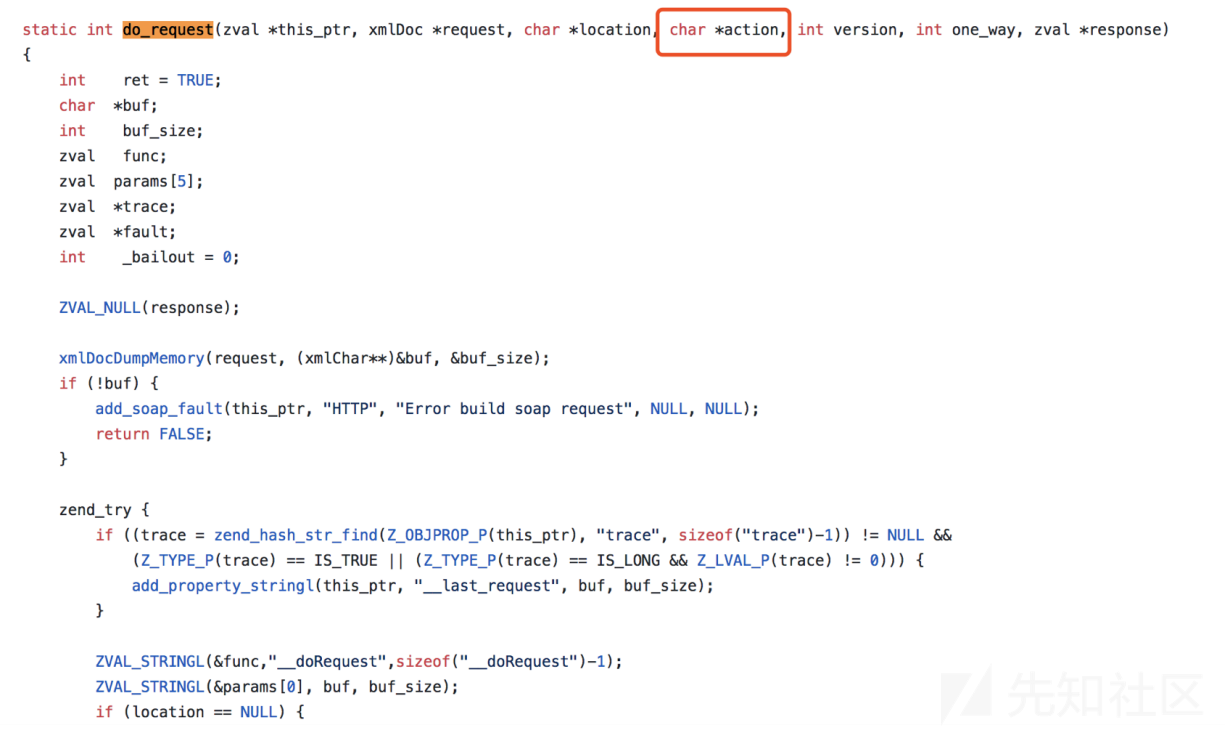 static int do_request(zval *this_ptr, xmlDoc *request, char *location, char *action, int version, int one_way, zval *response)
{
    int    ret = TRUE;
    char  *buf;
    int    buf_size;
    zval   func;
    zval  params[5];
    zval  *trace;
    zval  *fault;
    int    _bailout = 0;

    ZVAL_NULL(response);

    xmlDocDumpMemory(request, (xmlChar**)&buf, &buf_size);
    if (!buf) {
        add_soap_fault(this_ptr, "HTTP", "Error build soap request", NULL, NULL);
        return FALSE;
    }

    zend_try {
        if ((trace = zend_hash_str_find(Z_OBJPROP_P(this_ptr), "trace", sizeof("trace")-1)) != NULL &&
            (Z_TYPE_P(trace) == IS_TRUE || (Z_TYPE_P(trace) == IS_LONG && Z_LVAL_P(trace) != 0))) {
            add_property_stringl(this_ptr, "__last_request", buf, buf_size);
        }

        ZVAL_STRINGL(&func,"__doRequest",sizeof("__doRequest")-1);
        ZVAL_STRINGL(&params[0], buf, buf_size);
        if (location == NULL) {
先知社区